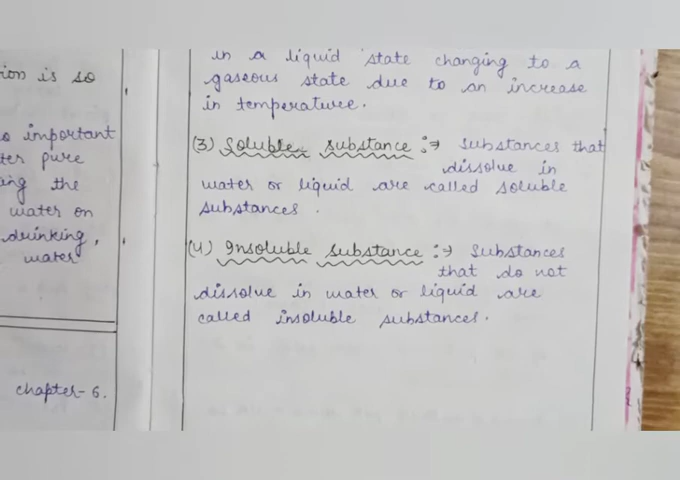 ion is so
o important
ter pure
ing the
water on
drinking,
water
chapter-6.
in a liquid state changing to a
gaseous state due to an increase
in temperature.
(3) Soluble substance :→ Substances that
dissolve in
water or liquid are called soluble
substances.
(4) Insoluble substance :→ Substances
that do not
dissolve in water or liquid are
called insoluble substances.